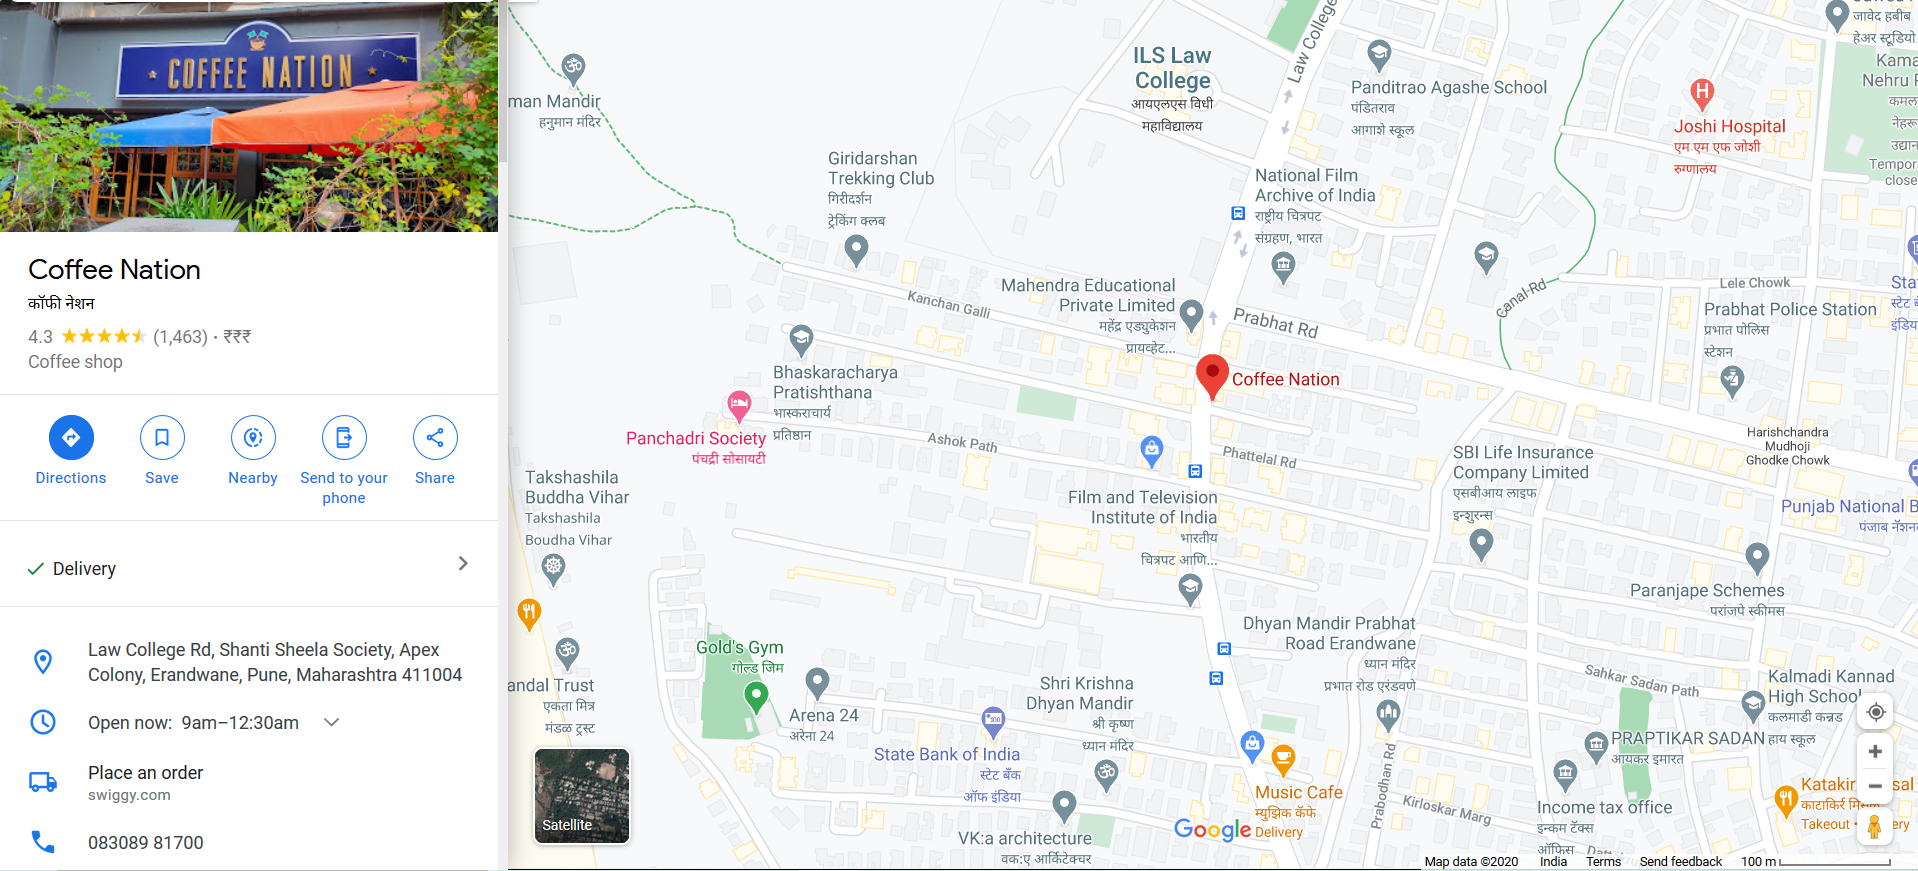 COFFEE NATION
Coffee Nation
कॉफी नेशन
4.3 (1,463) · ₹₹₹
Coffee shop
Directions
Save
Nearby
Send to your
phone
Share
Delivery
Law College Rd, Shanti Sheela Society, Apex
Colony, Erandwane, Pune, Maharashtra 411004
Open now: 9am–12:30am
Place an order
swiggy.com
083089 81700
man Mandir
हनुमान मंदिर
ILS Law
College
आयएलएस विधी
महाविद्यालय
Law College
Panditrao Agashe School
पंडितराव
आगाशे स्कूल
जावेद हबीब
हेअर स्टूडियो
Kama
Nehru P
कमल
नेहरू
उद्यान
Tempor
close
H
Joshi Hospital
एम एम एफ जोशी
रुग्णालय
Giridarshan
Trekking Club
गिरीदर्शन
ट्रेकिंग क्लब
National Film
Archive of India
राष्ट्रीय चित्रपट
संग्रहण, भारत
Mahendra Educational
Private Limited
महेंद्र एड्युकेशन
प्रायव्हेट...
Kanchan Galli
Prabhat Rd
Canal Rd
Lele Chowk
Prabhat Police Station
प्रभात पोलिस
स्टेशन
Sta
स्टेट बँ
इंडिय
Bhaskaracharya
Pratishthana
भास्कराचार्य
प्रतिष्ठान
Coffee Nation
Panchadri Society
पंचद्री सोसायटी
Ashok Path
Phattelal Rd
Harishchandra
Mudhoji
Ghodke Chowk
SBI Life Insurance
Company Limited
एसबीआय लाइफ
इन्शुरन्स
Takshashila
Buddha Vihar
Takshashila
Boudha Vihar
Film and Television
Institute of India
भारतीय
चित्रपट आणि...
Punjab National B
पंजाब नॅशन
Paranjape Schemes
परांजपे स्कीमस
Dhyan Mandir Prabhat
Road Erandwane
ध्यान मंदिर
प्रभात रोड एरंडवणे
Gold's Gym
गोल्ड जिम
andal Trust
एकता मित्र
मंडळ ट्रस्ट
Arena 24
अरेना 24
Shri Krishna
Dhyan Mandir
श्री कृष्ण
ध्यान मंदिर
State Bank of India
स्टेट बँक
ऑफ इंडिया
Sahkar Sadan Path
Kalmadi Kannad
High School
कलमाडी कन्नड
हाय स्कूल
PRAPTIKAR SADAN
आयकर इमारत
Income tax office
इन्कम टॅक्स
ऑफिस
Prabodhan Rd
Kirloskar Marg
Music Cafe
म्युझिक कॅफे
Delivery
Katakir
sal
काटाकिर्र
Takeout
VK:a architecture
वक:ए आर्किटेक्चर
Satellite
Google
Map data ©2020
India
Terms
Send feedback
100 m